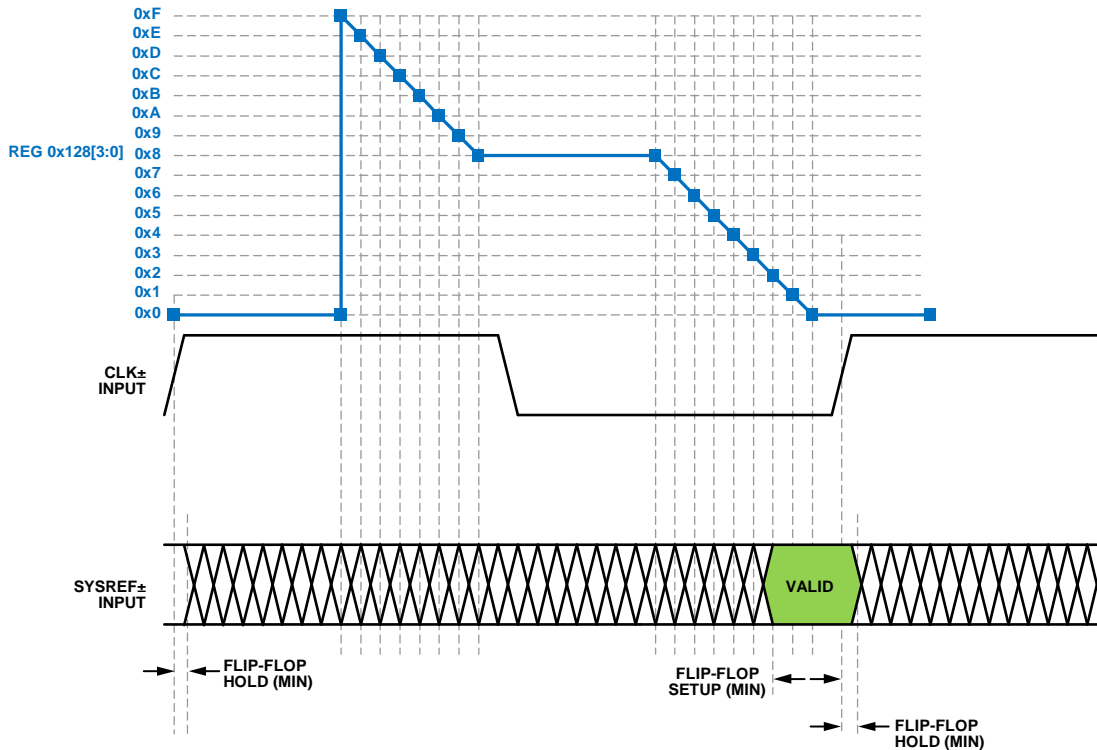 0xF
0xE
0xD
0xC
0xB
0xA
0x9
REG 0x128[3:0]
0x8
0x7
0x6
0x5
0x4
0x3
0x2
0x1
0x0
CLK±
INPUT
SYSREF±
INPUT
VALID
FLIP-FLOP
HOLD (MIN)
FLIP-FLOP
SETUP (MIN)
FLIP-FLOP
HOLD (MIN)